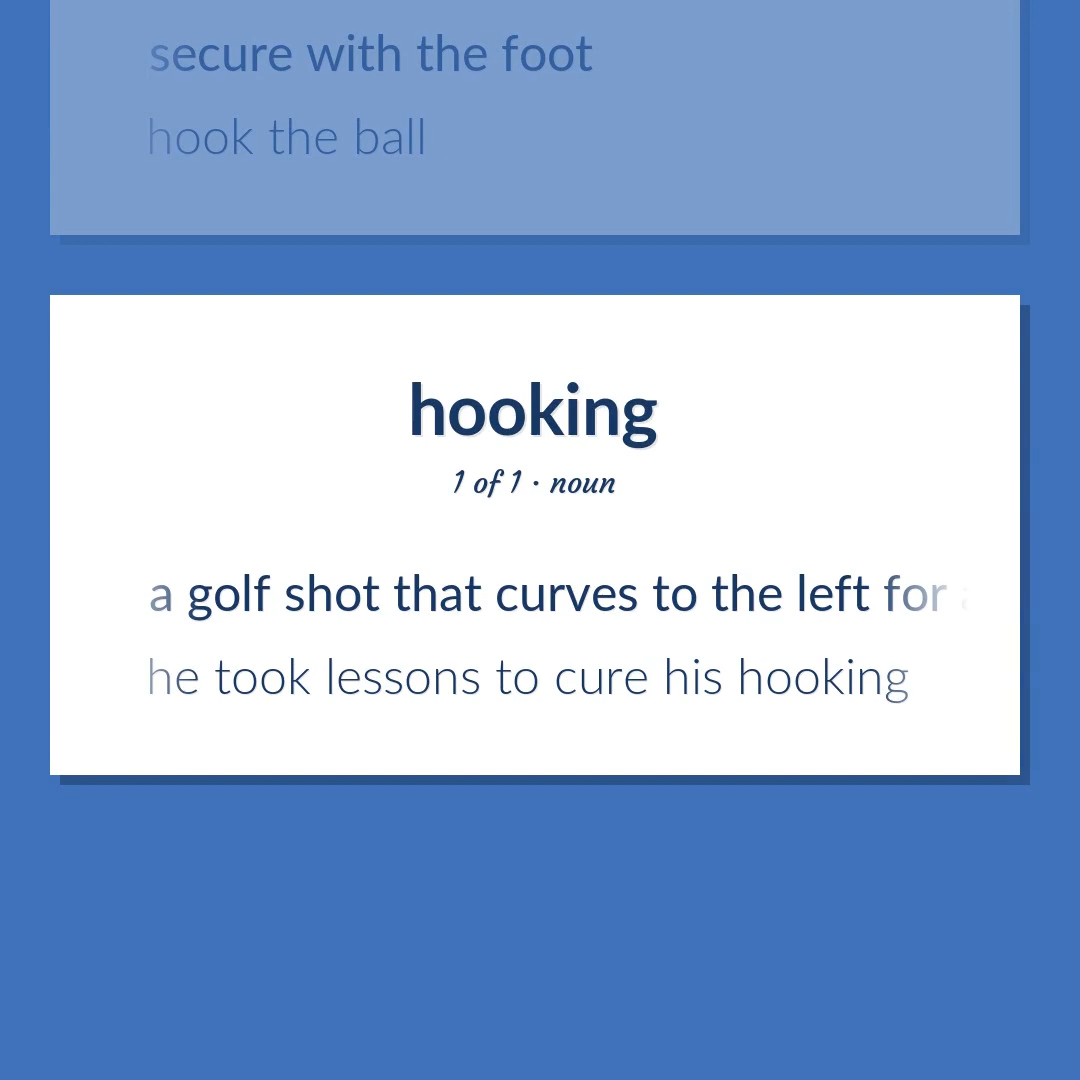 secure with the foot
hook the ball
hooking
1 of 1 · noun
a golf shot that curves to the left for
he took lessons to cure his hooking